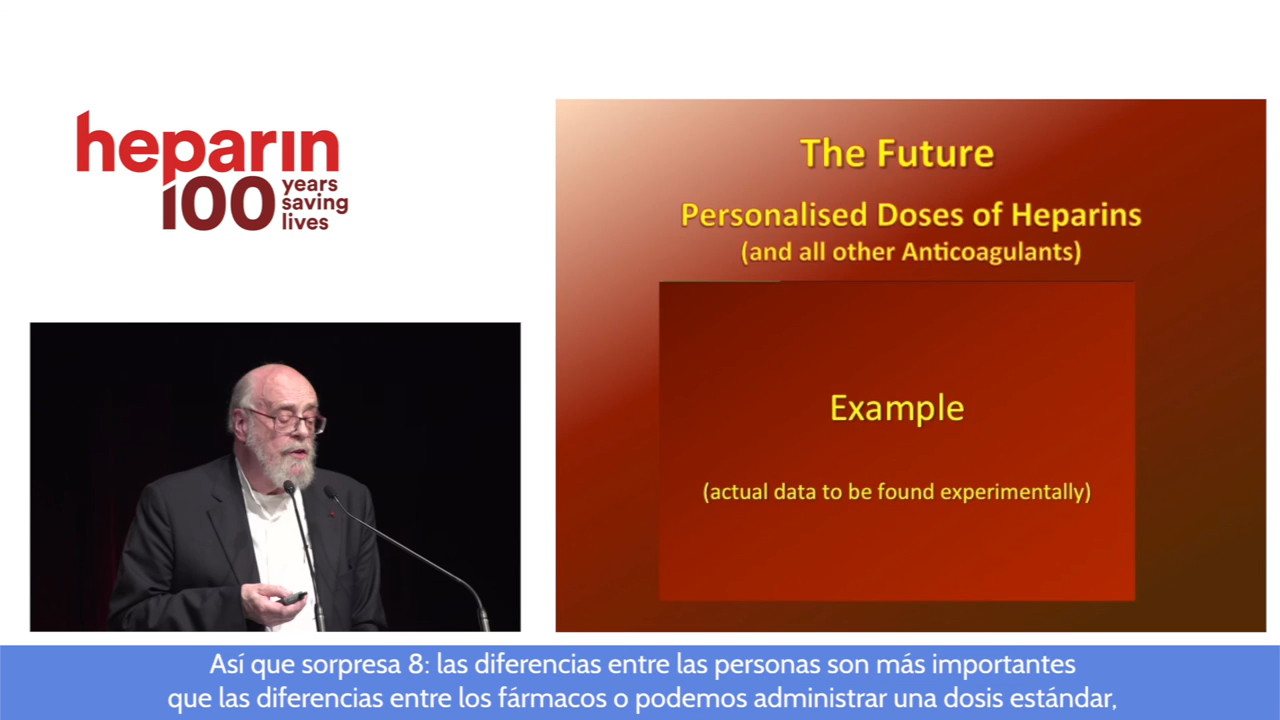 heparin
100 years
saving
lives
The Future
Personalised Doses of Heparins
(and all other Anticoagulants)
Example
(actual data to be found experimentally)
Así que sorpresa 8: las diferencias entre las personas son más importantes
que las diferencias entre los fármacos o podemos administrar una dosis estándar,